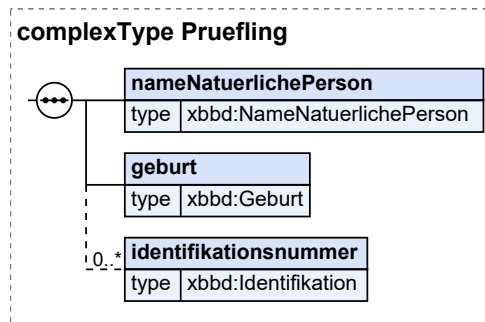 complexType Pruefling
nameNatuerlichePerson
type xbbd:NameNatuerlichePerson
geburt
type xbbd:Geburt
0..*
identifikationsnummer
type xbbd:Identifikation